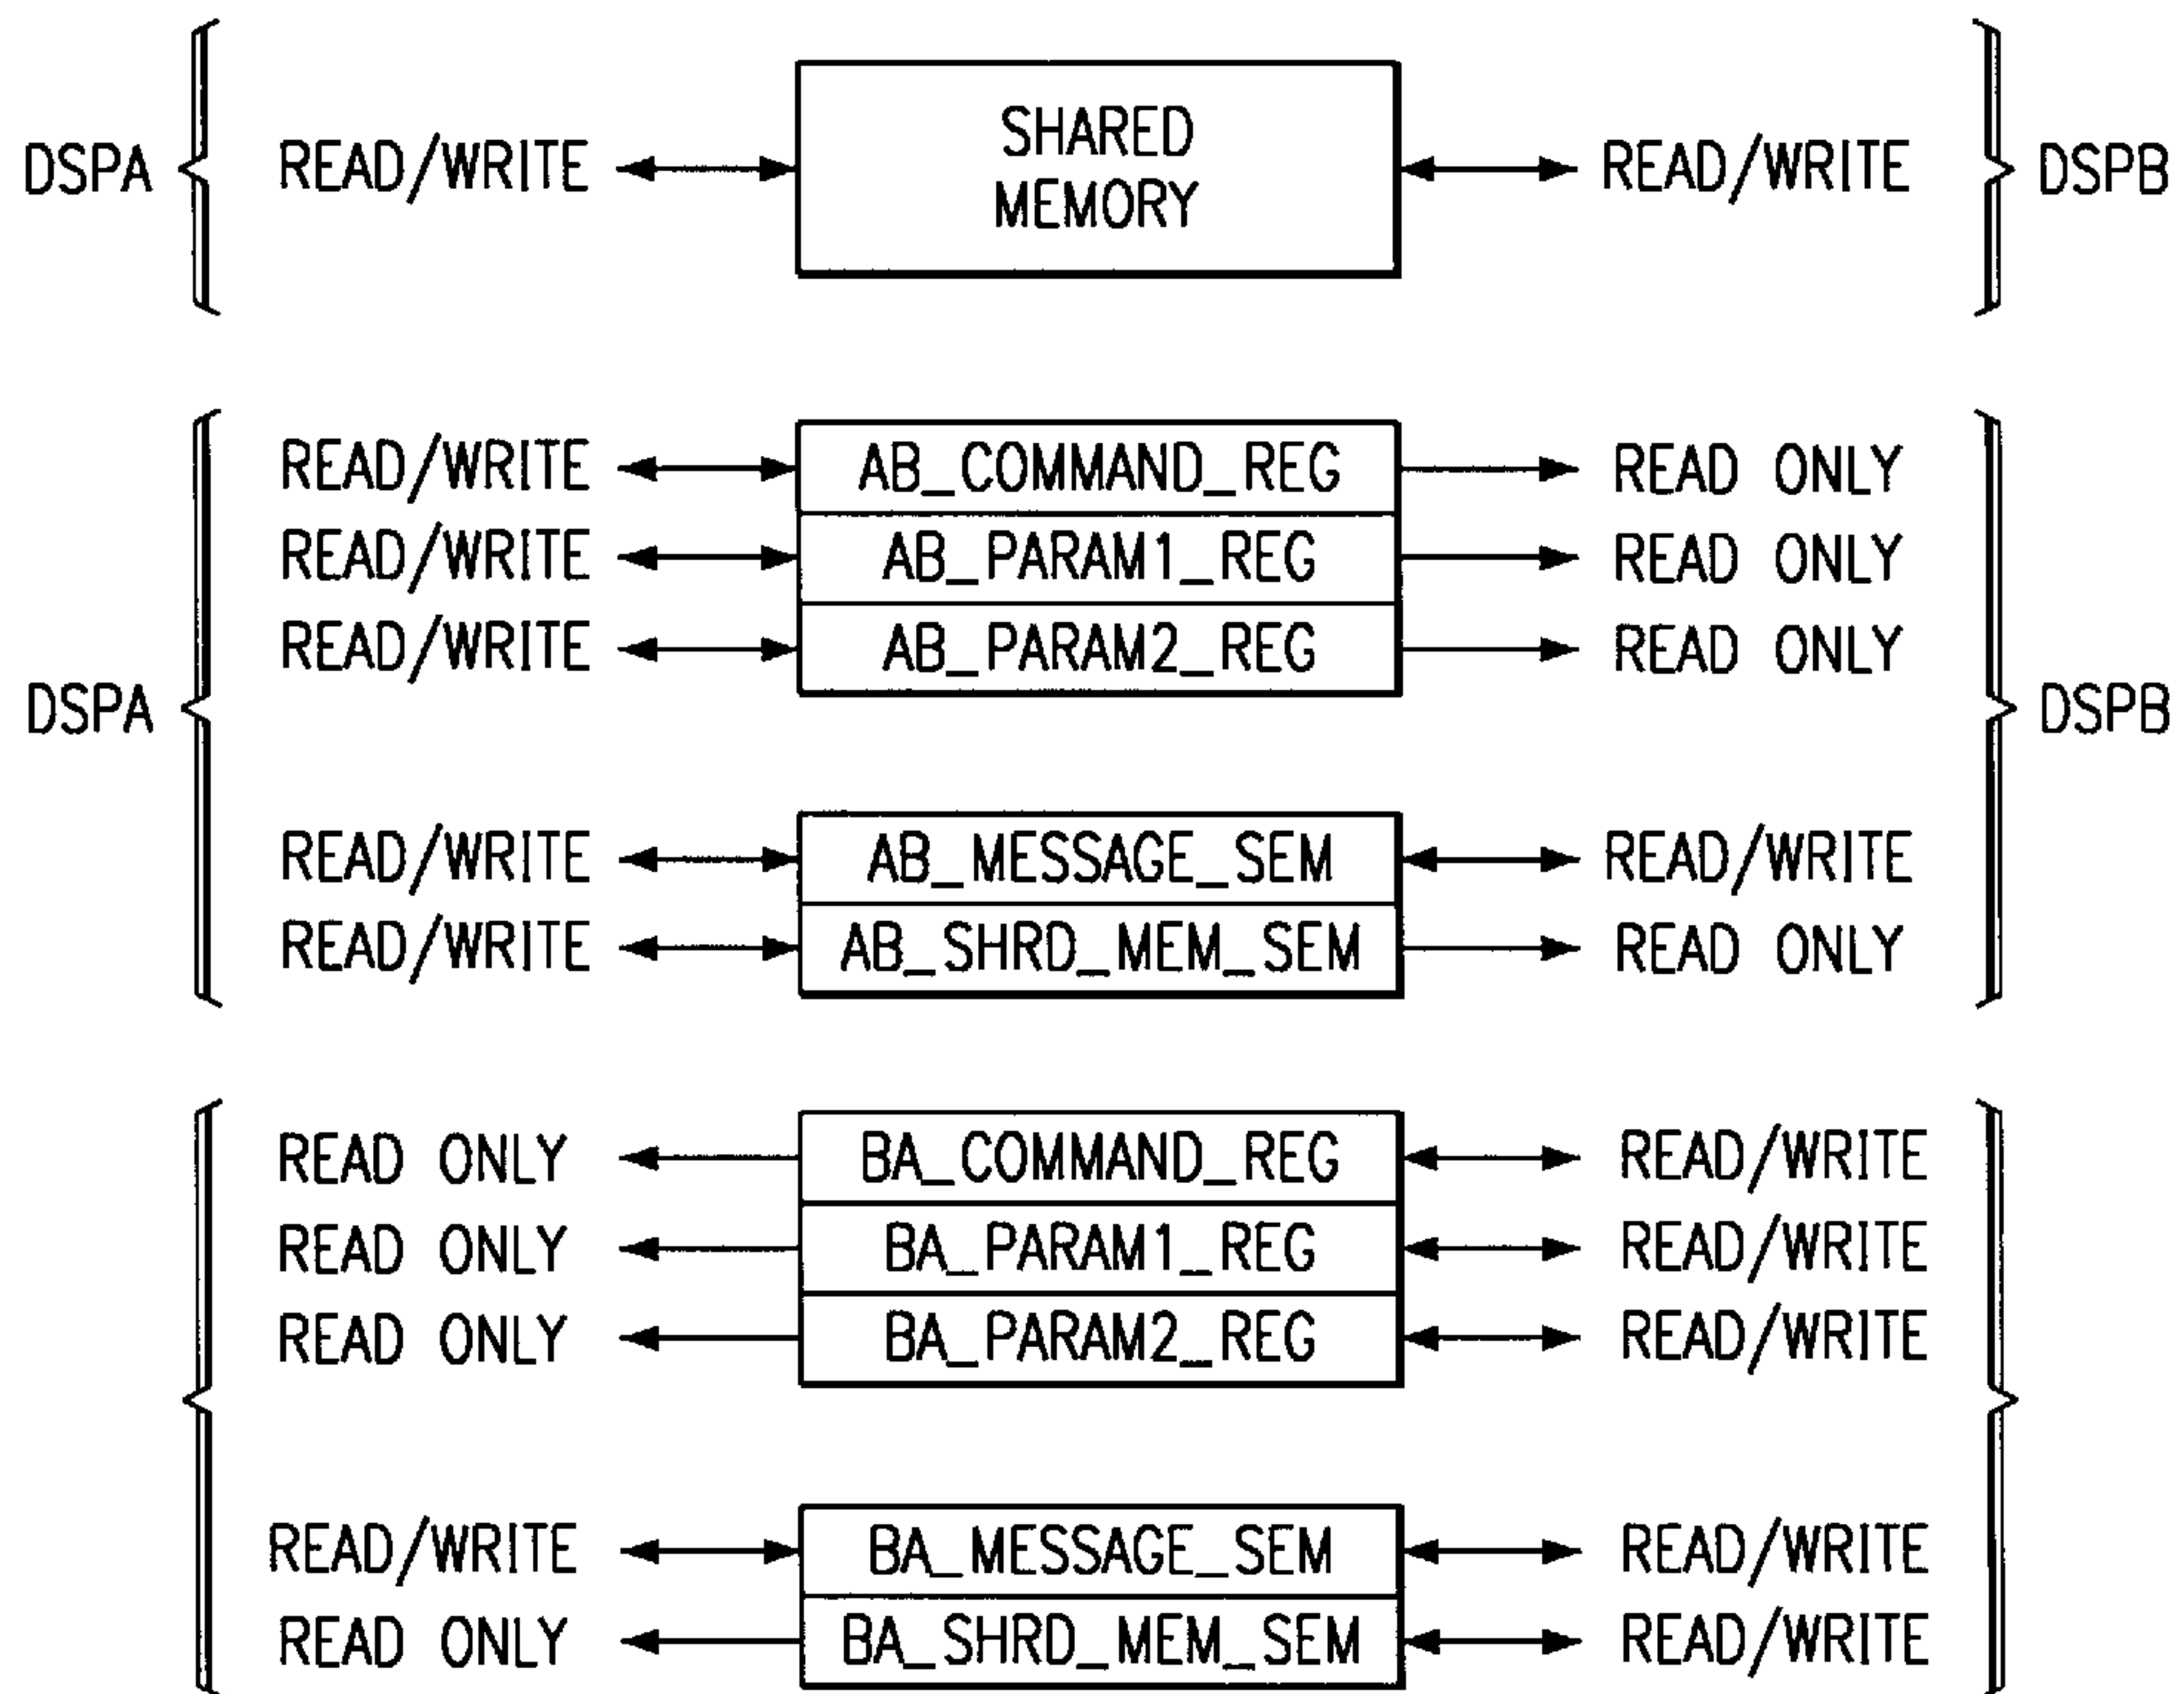 DSPA READ/WRITE SHARED MEMORY READ/WRITE DSPB
READ/WRITE AB_COMMAND_REG READ ONLY
READ/WRITE AB_PARAM1_REG READ ONLY
READ/WRITE AB_PARAM2_REG READ ONLY
DSPA DSPB
READ/WRITE AB_MESSAGE_SEM READ/WRITE
READ/WRITE AB_SHRD_MEM_SEM READ ONLY
READ ONLY BA_COMMAND_REG READ/WRITE
READ ONLY BA_PARAM1_REG READ/WRITE
READ ONLY BA_PARAM2_REG READ/WRITE
READ/WRITE BA_MESSAGE_SEM READ/WRITE
READ ONLY BA_SHRD_MEM_SEM READ/WRITE